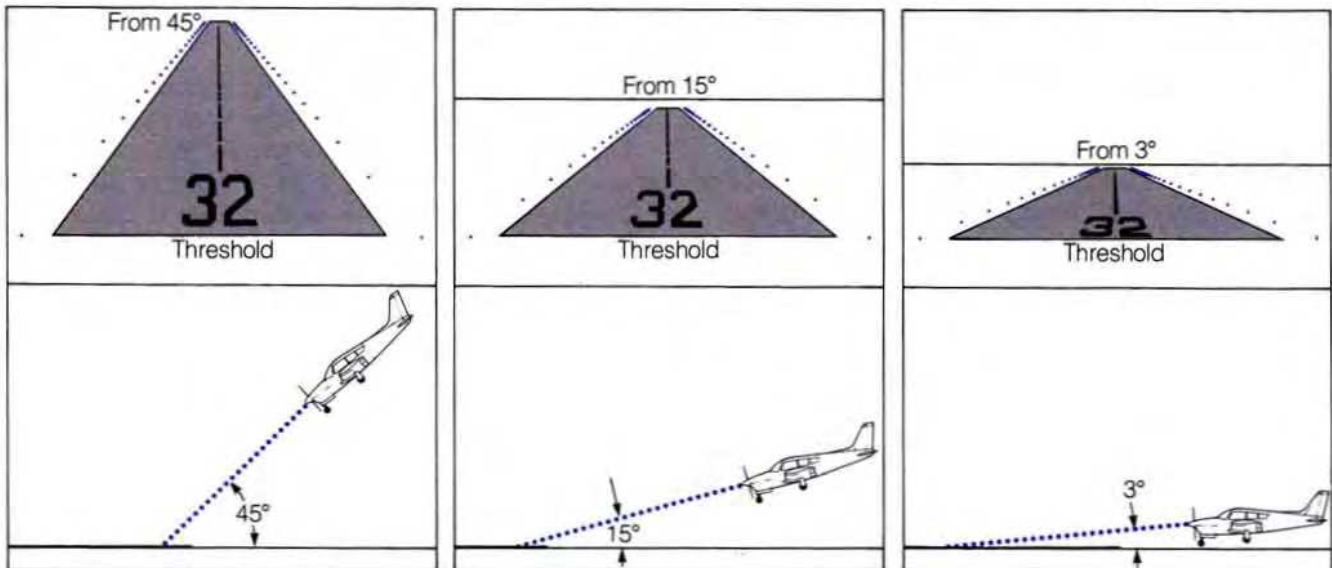 From 45°
32
Threshold
45°
From 15°
32
Threshold
15°
From 3°
32
Threshold
3°